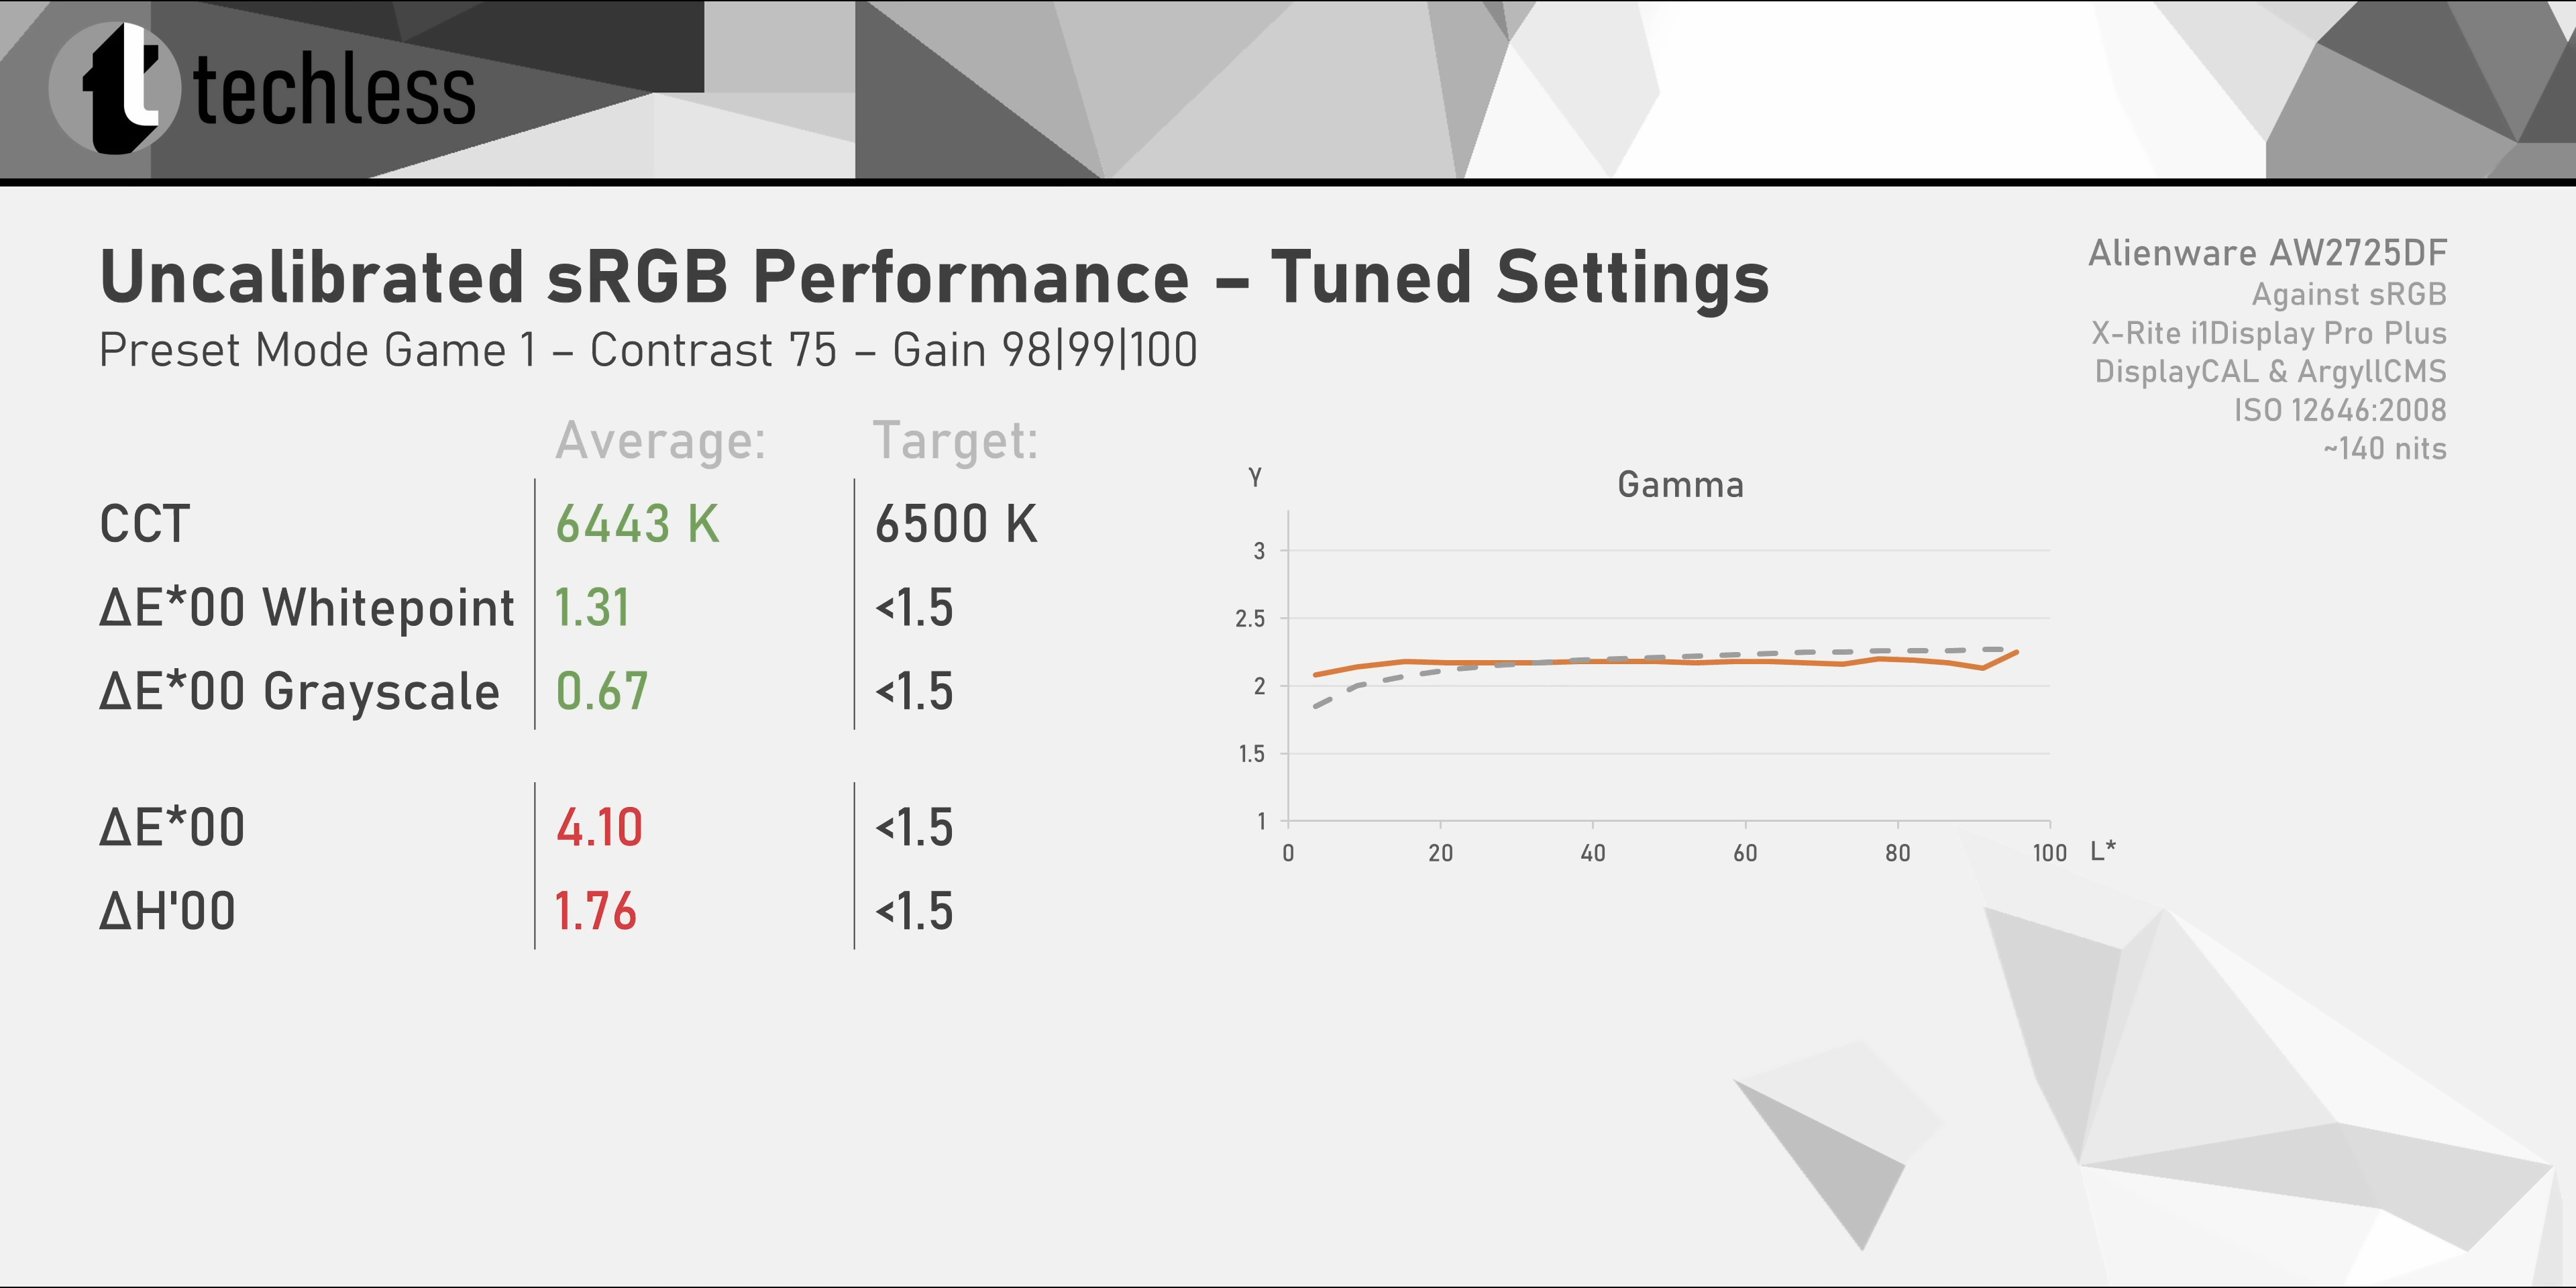 techless
Uncalibrated sRGB Performance – Tuned Settings
Preset Mode Game 1 – Contrast 75 – Gain 98|99|100
Alienware AW2725DF
Against sRGB
X-Rite i1Display Pro Plus
DisplayCAL & ArgyllCMS
ISO 12646:2008
~140 nits
Average: Target:
CCT 6443 K 6500 K
ΔE*00 Whitepoint 1.31 <1.5
ΔE*00 Grayscale 0.67 <1.5
ΔE*00 4.10 <1.5
ΔH'00 1.76 <1.5
Gamma
γ
3
2.5
2
1.5
1
0 20 40 60 80 100 L*